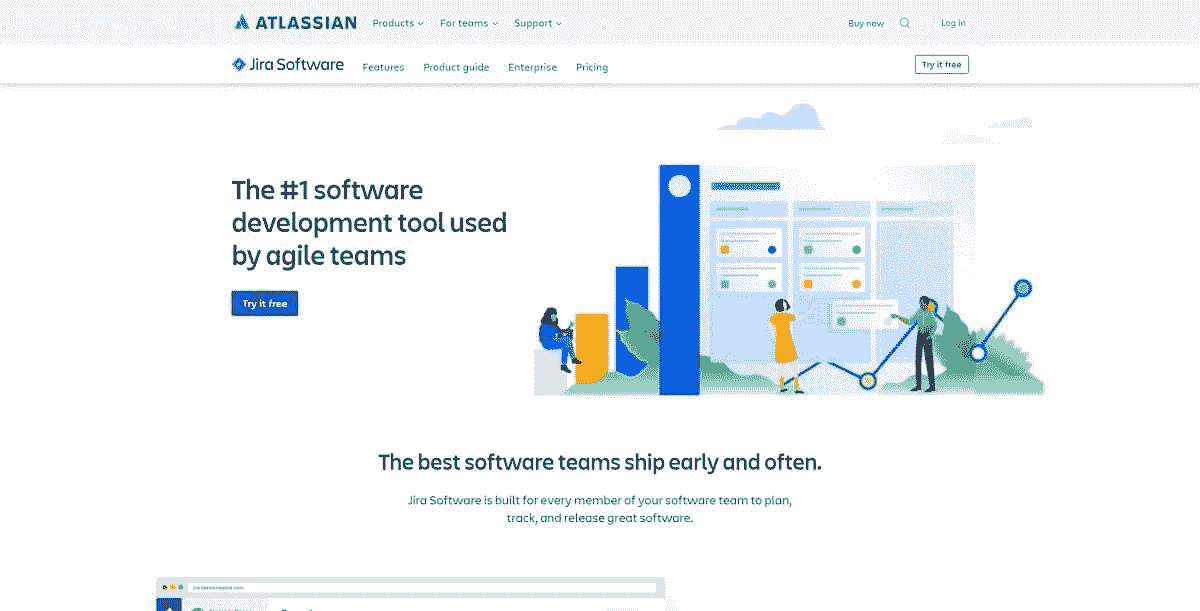 ATLASSIAN Products For teams Support Buy now Log in
Jira Software Features Product guide Enterprise Pricing Try it free
The #1 software
development tool used
by agile teams
Try it free
The best software teams ship early and often.
Jira Software is built for every member of your software team to plan,
track, and release great software.